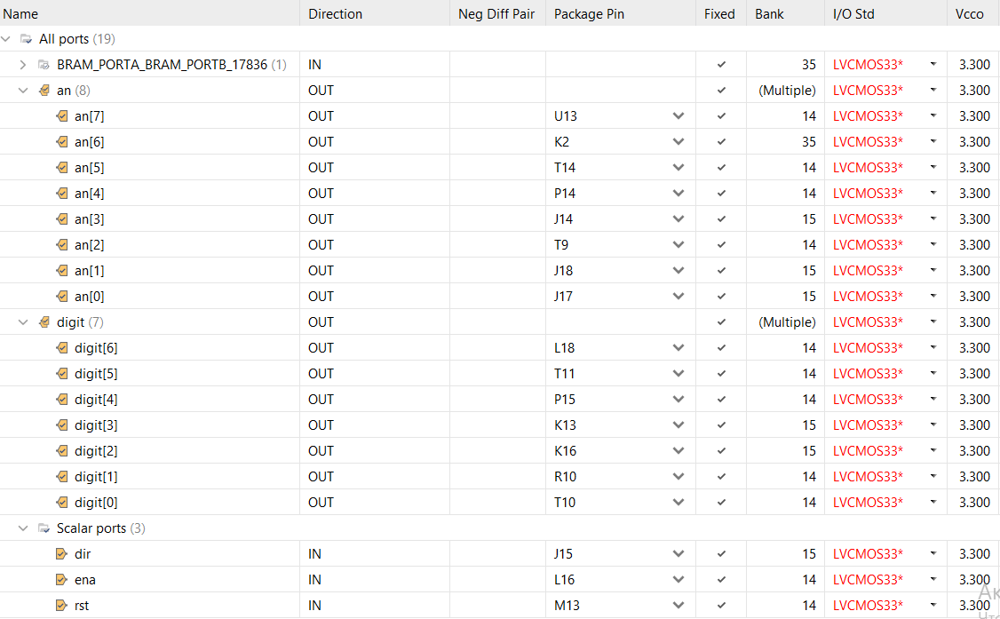 Name Direction Neg Diff Pair Package Pin Fixed Bank I/O Std Vcco
All ports (19)
BRAM_PORTA_BRAM_PORTB_17836 (1) IN 35 LVCMOS33* 3.300
an (8) OUT (Multiple) LVCMOS33* 3.300
an[7] OUT U13 14 LVCMOS33* 3.300
an[6] OUT K2 35 LVCMOS33* 3.300
an[5] OUT T14 14 LVCMOS33* 3.300
an[4] OUT P14 14 LVCMOS33* 3.300
an[3] OUT J14 15 LVCMOS33* 3.300
an[2] OUT T9 14 LVCMOS33* 3.300
an[1] OUT J18 15 LVCMOS33* 3.300
an[0] OUT J17 15 LVCMOS33* 3.300
digit (7) OUT (Multiple) LVCMOS33* 3.300
digit[6] OUT L18 14 LVCMOS33* 3.300
digit[5] OUT T11 14 LVCMOS33* 3.300
digit[4] OUT P15 14 LVCMOS33* 3.300
digit[3] OUT K13 15 LVCMOS33* 3.300
digit[2] OUT K16 15 LVCMOS33* 3.300
digit[1] OUT R10 14 LVCMOS33* 3.300
digit[0] OUT T10 14 LVCMOS33* 3.300
Scalar ports (3)
dir IN J15 15 LVCMOS33* 3.300
ena IN L16 14 LVCMOS33* 3.300
rst IN M13 14 LVCMOS33* 3.300